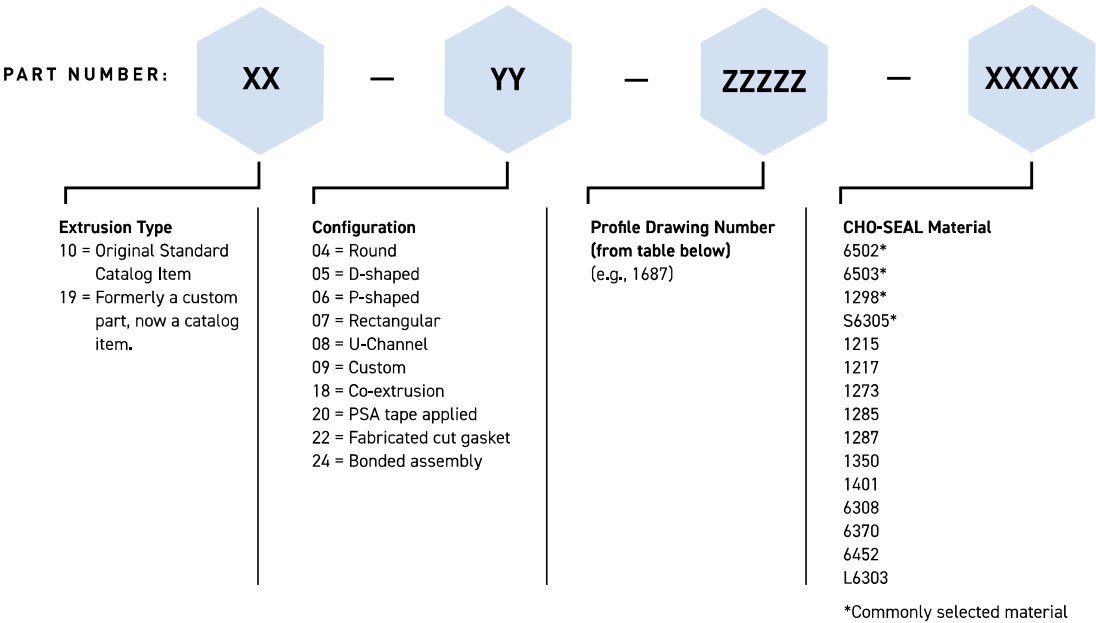 PART NUMBER:
XX – YY – ZZZZZ – XXXXX
Extrusion Type
10 = Original Standard
Catalog Item
19 = Formerly a custom
part, now a catalog
item.
Configuration
04 = Round
05 = D-shaped
06 = P-shaped
07 = Rectangular
08 = U-Channel
09 = Custom
18 = Co-extrusion
20 = PSA tape applied
22 = Fabricated cut gasket
24 = Bonded assembly
Profile Drawing Number
(from table below)
(e.g., 1687)
CHO-SEAL Material
6502*
6503*
1298*
S6305*
1215
1217
1273
1285
1287
1350
1401
6308
6370
6452
L6303
*Commonly selected material